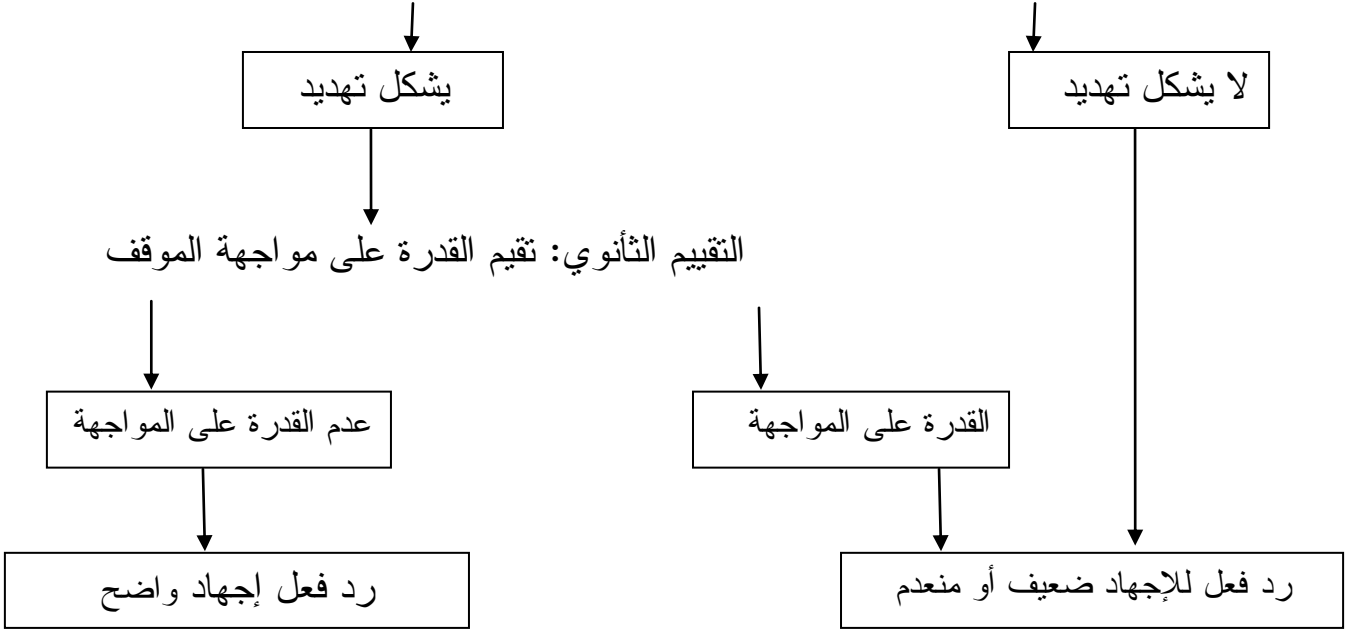 لا يشكل تهديد
يشكل تهديد
التقييم الثأنوي: تقيم القدرة على مواجهة الموقف
القدرة على المواجهة
عدم القدرة على المواجهة
رد فعل للإجهاد ضعيف أو منعدم
رد فعل إجهاد واضح